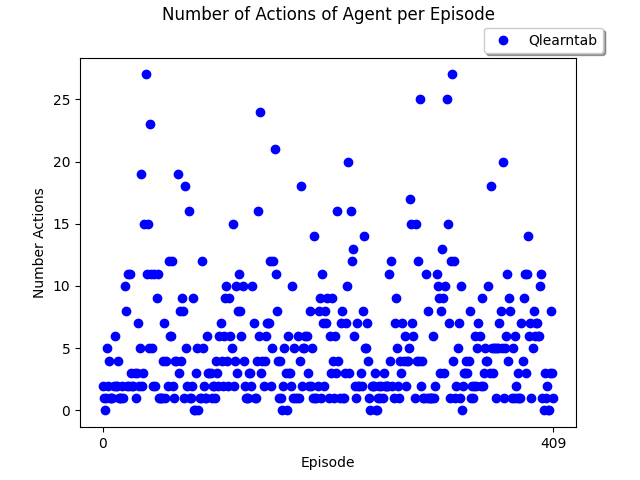 Number of Actions of Agent per Episode
Qlearntab
25
20
15
10
5
0
Number Actions
0 409
Episode